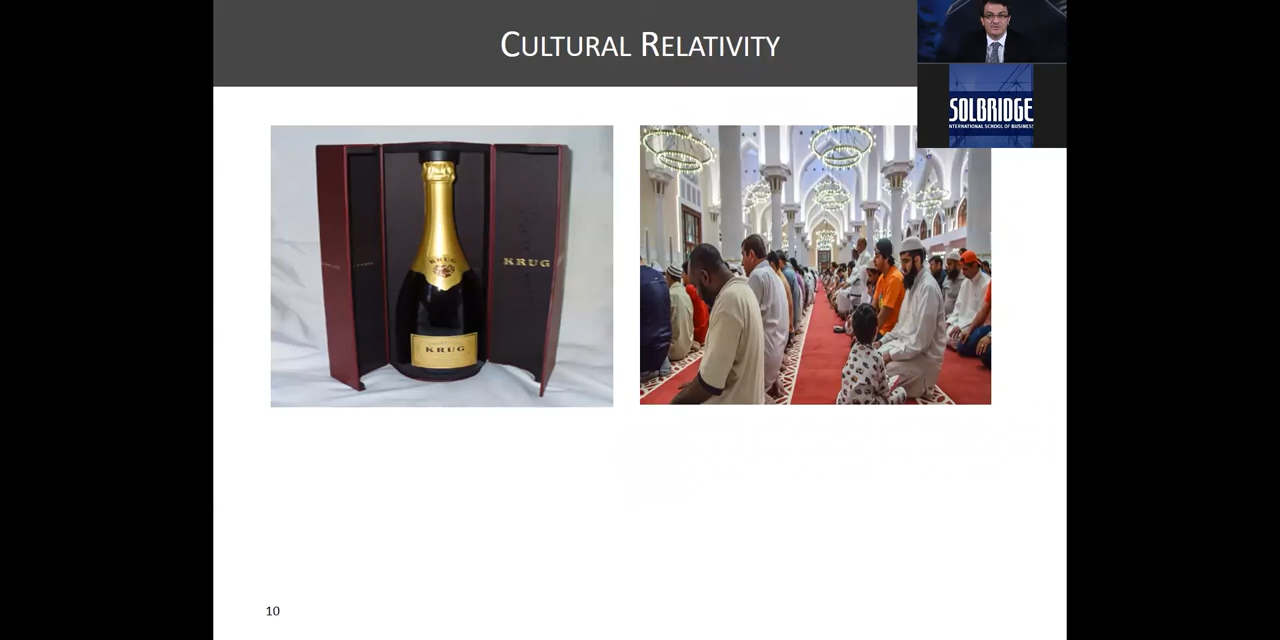 CULTURAL RELATIVITY
SOLBRIDGE
INTERNATIONAL SCHOOL OF BUSINESS
KRUG
KRUG
KRUG
10